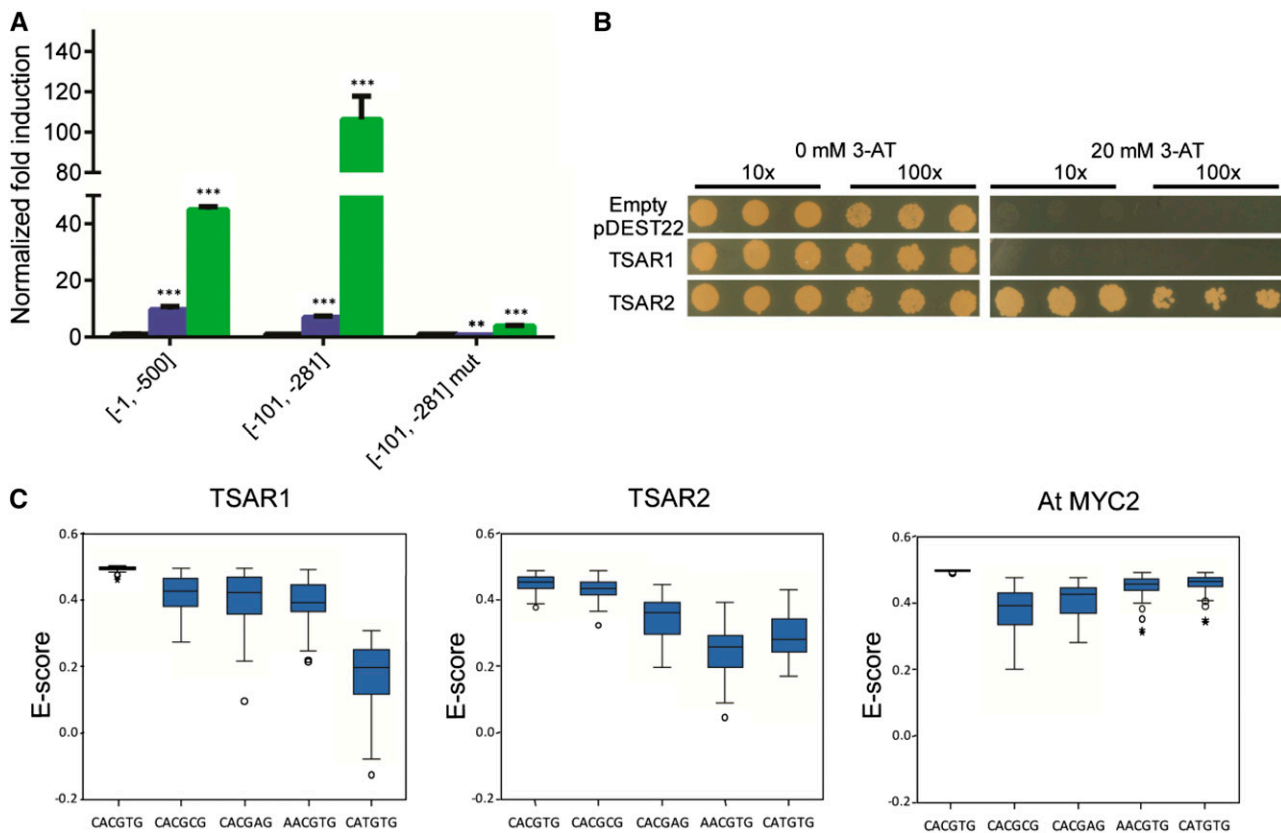 A
Normalized fold induction
140
120
100
80
40
20
0
***
***
***
***
**
***
[-1, -500]
[-101, -281]
[-101, -281] mut
B
0 mM 3-AT
20 mM 3-AT
10x
100x
10x
100x
Empty
pDEST22
TSAR1
TSAR2
C
TSAR1
E-score
0.6
0.4
0.2
0.0
-0.2
CACGTG CACGCG CACGAG AACGTG CATGTG
TSAR2
E-score
0.6
0.4
0.2
0.0
-0.2
CACGTG CACGCG CACGAG AACGTG CATGTG
At MYC2
E-score
0.6
0.4
0.2
0.0
-0.2
CACGTG CACGCG CACGAG AACGTG CATGTG